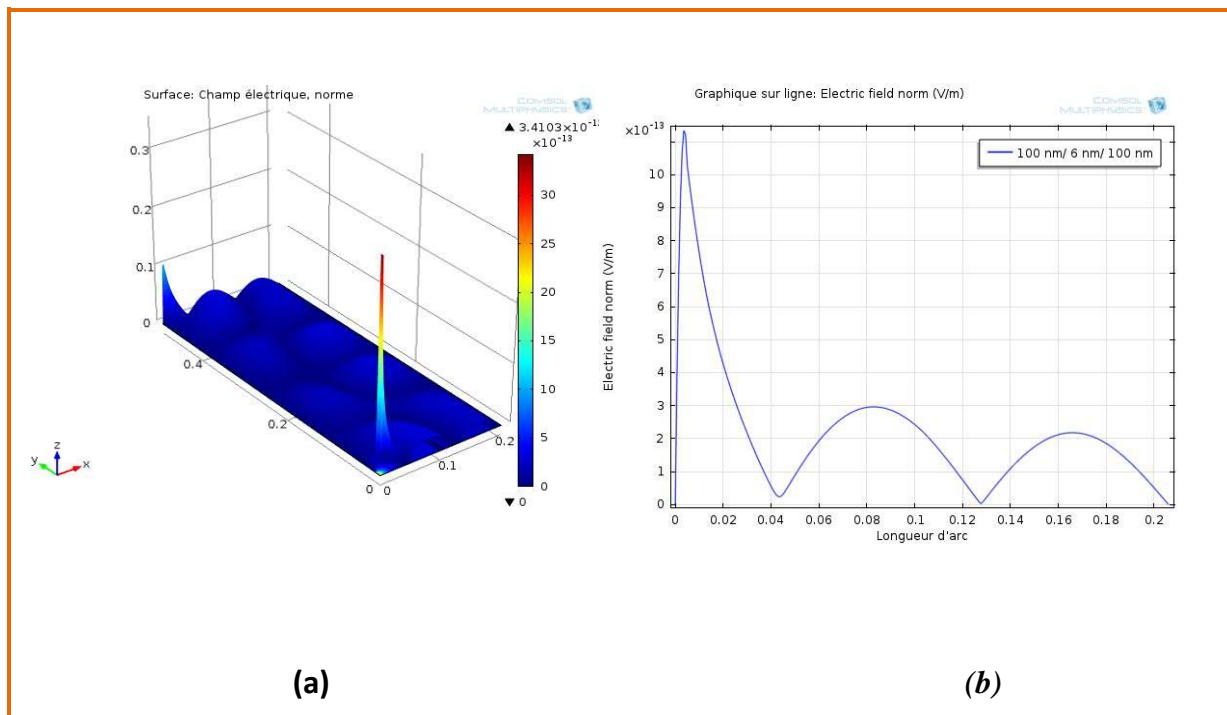 Surface: Champ électrique, norme
COMSOL
MULTIPHYSICS
▲ 3.4103×10⁻¹
×10⁻¹³
0.3
0.2
0.1
0
0.4
0.2
0
0
0.1
0.2
30
25
20
15
10
5
0
▼ 0
z
y
x
(a)
Graphique sur ligne: Electric field norm (V/m)
COMSOL
MULTIPHYSICS
×10⁻¹³
100 nm/ 6 nm/ 100 nm
10
9
8
7
6
5
4
3
2
1
0
Electric field norm (V/m)
0 0.02 0.04 0.06 0.08 0.1 0.12 0.14 0.16 0.18 0.2
Longueur d'arc
(b)